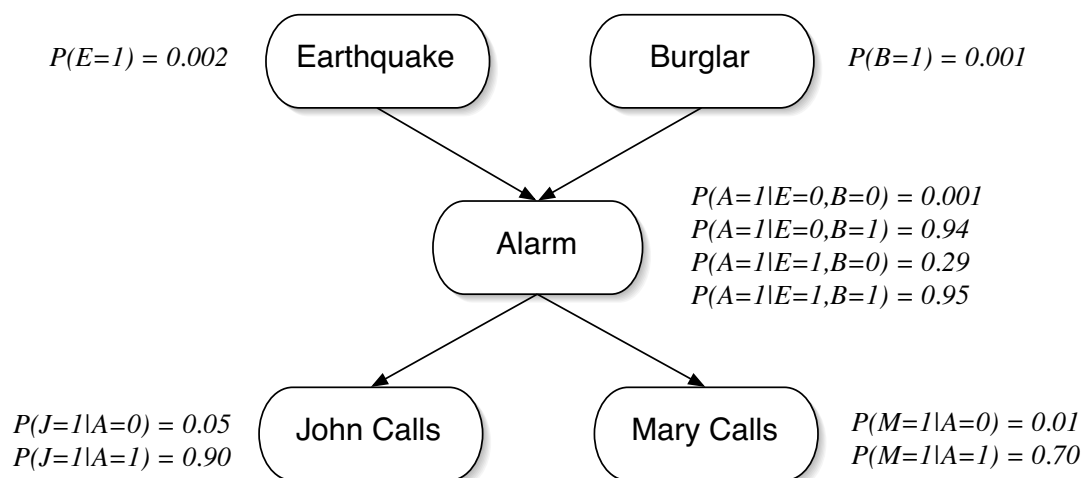 P(E=1) = 0.002
Earthquake
Burglar
P(B=1) = 0.001
Alarm
P(A=1|E=0,B=0) = 0.001
P(A=1|E=0,B=1) = 0.94
P(A=1|E=1,B=0) = 0.29
P(A=1|E=1,B=1) = 0.95
P(J=1|A=0) = 0.05
P(J=1|A=1) = 0.90
John Calls
Mary Calls
P(M=1|A=0) = 0.01
P(M=1|A=1) = 0.70